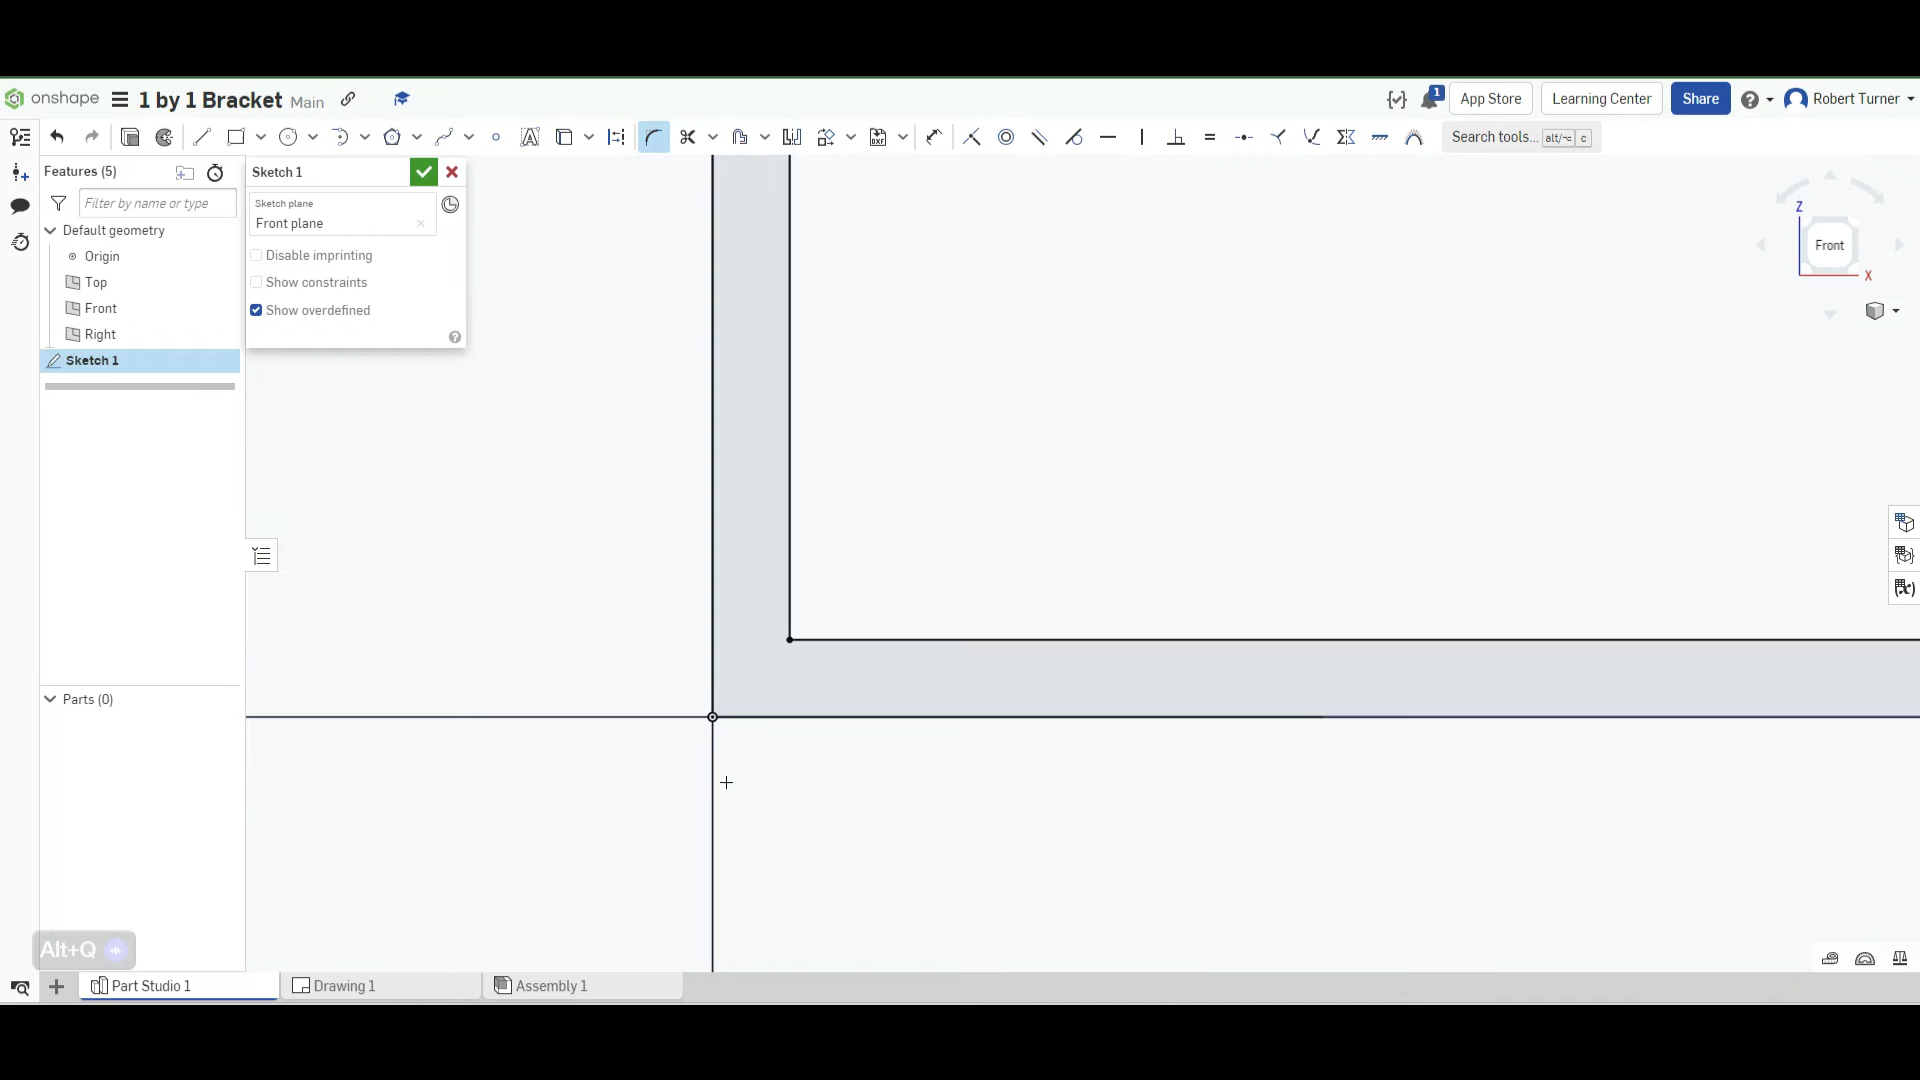 onshape
1 by 1 Bracket Main
1
App Store
Learning Center
Share
Robert Turner
Search tools... alt/⌥ c
Features (5)
Filter by name or type
Default geometry
Origin
Top
Front
Right
Sketch 1
Sketch 1
Sketch plane
Front plane
Disable imprinting
Show constraints
Show overdefined
Z
Front
X
Parts (0)
Alt+Q
Part Studio 1
Drawing 1
Assembly 1